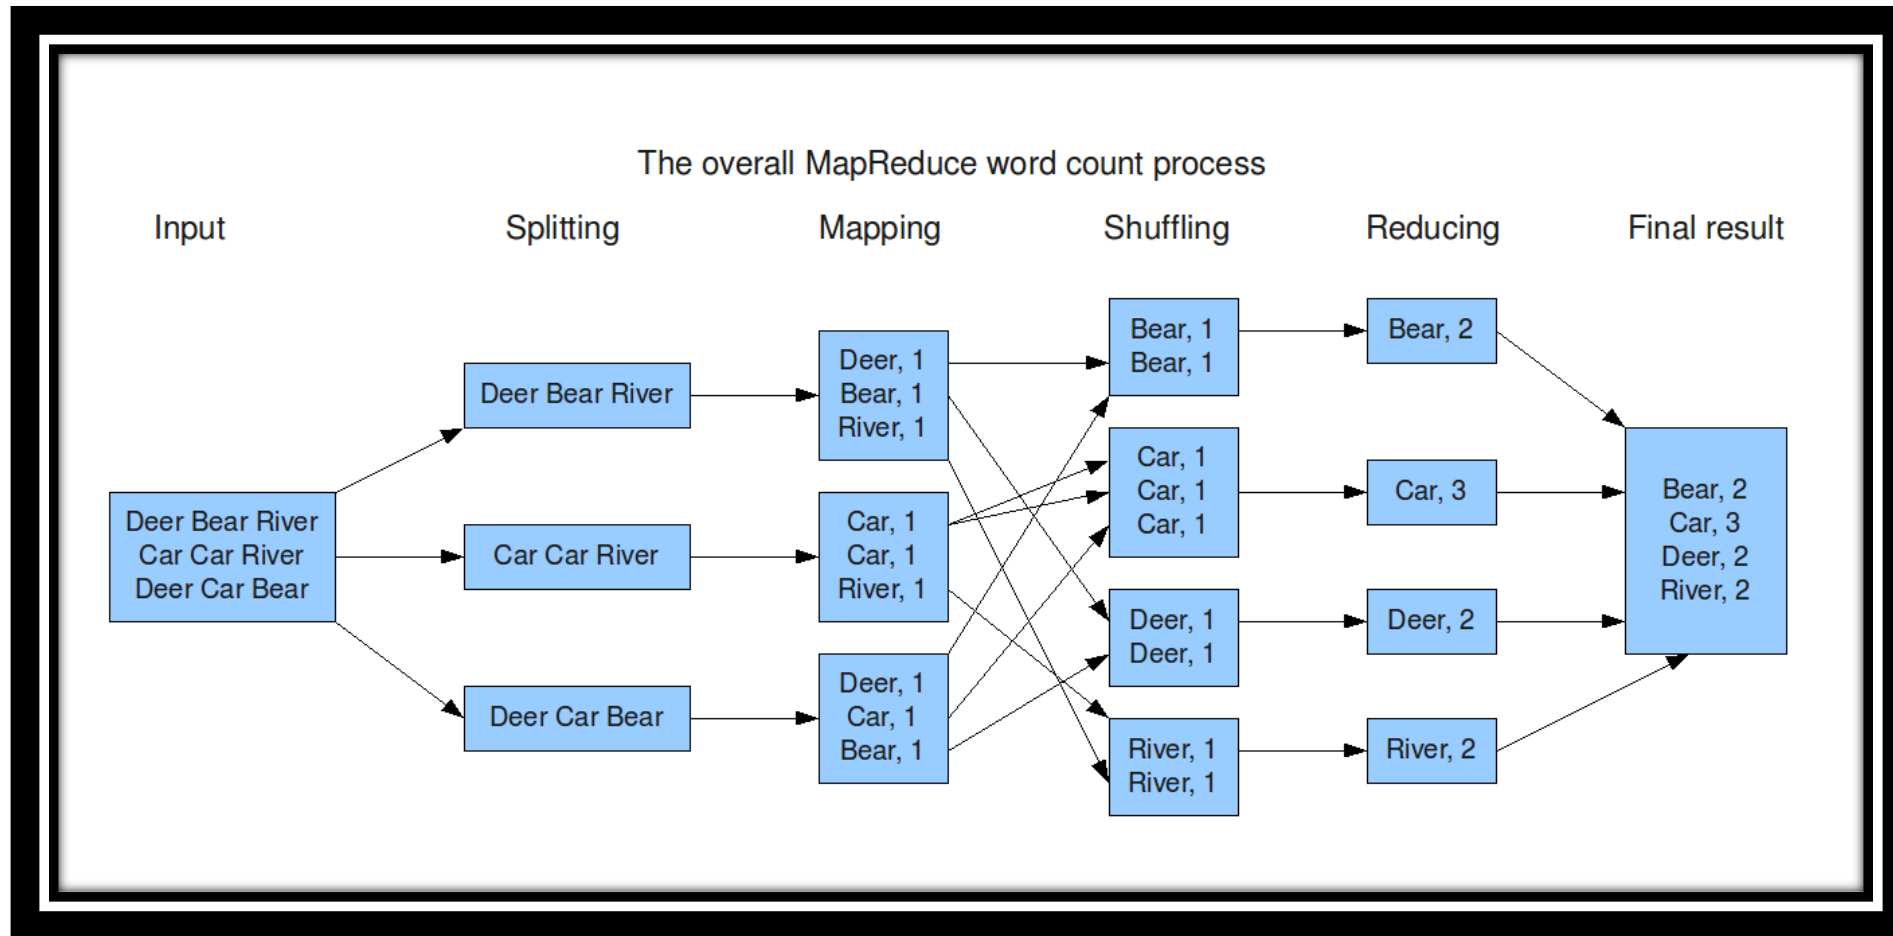 The overall MapReduce word count process
Input
Splitting
Mapping
Shuffling
Reducing
Final result
Deer Bear River
Car Car River
Deer Car Bear
Deer Bear River
Car Car River
Deer Car Bear
Deer, 1
Bear, 1
River, 1
Car, 1
Car, 1
River, 1
Deer, 1
Car, 1
Bear, 1
Bear, 1
Bear, 1
Car, 1
Car, 1
Car, 1
Deer, 1
Deer, 1
River, 1
River, 1
Bear, 2
Car, 3
Deer, 2
River, 2
Bear, 2
Car, 3
Deer, 2
River, 2